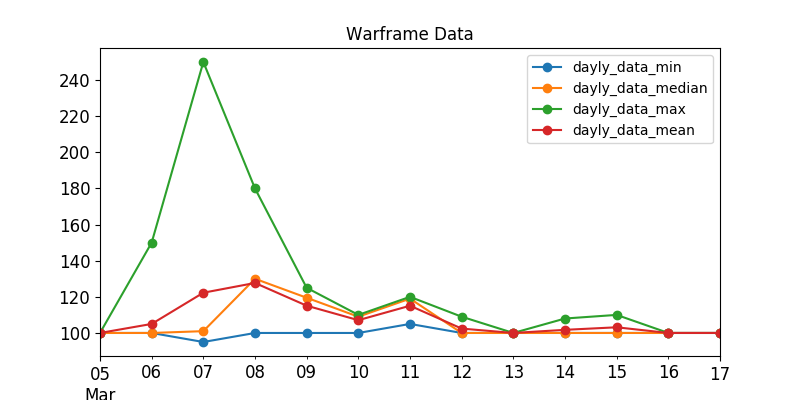 Warframe Data
dayly_data_min
dayly_data_median
dayly_data_max
dayly_data_mean
240
220
200
180
160
140
120
100
05 06 07 08 09 10 11 12 13 14 15 16 17
Mar